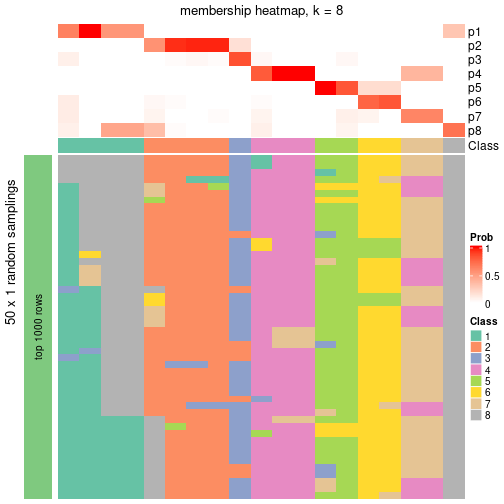 membership heatmap, k = 8
p1
p2
p3
p4
p5
p6
p7
p8
Class
50 x 1 random samplings
top 1000 rows
Prob
1
0.5
0
Class
1
2
3
4
5
6
7
8